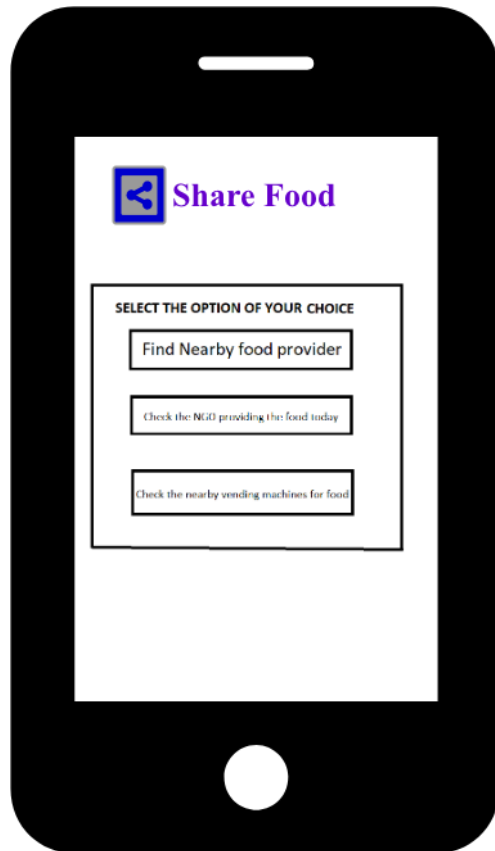 Share Food
SELECT THE OPTION OF YOUR CHOICE
Find Nearby food provider
Check the NGO providing the food today
Check the nearby vending machines for food